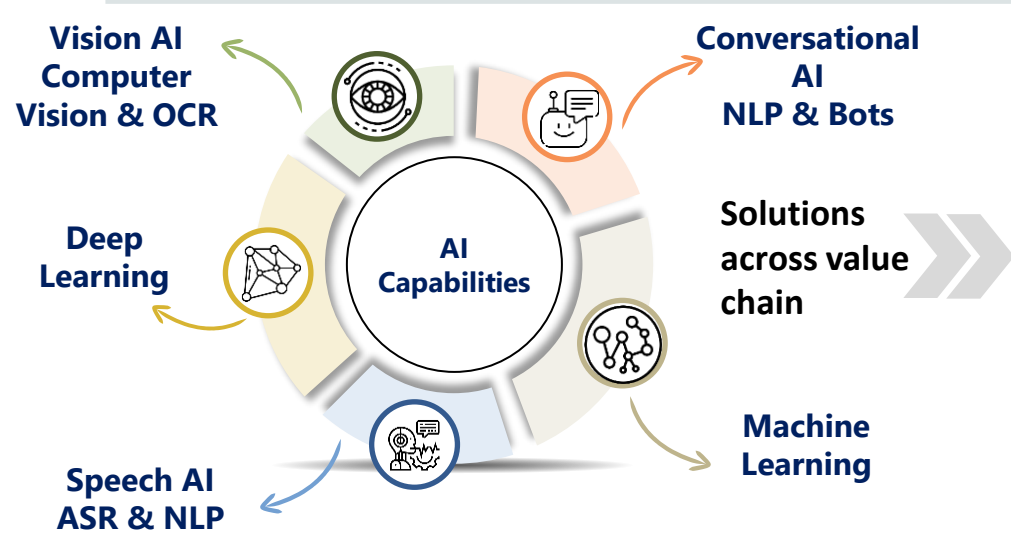 Vision AI
Computer
Vision & OCR
Conversational
AI
NLP & Bots
Deep
Learning
AI
Capabilities
Solutions
across value
chain
Machine
Learning
Speech AI
ASR & NLP